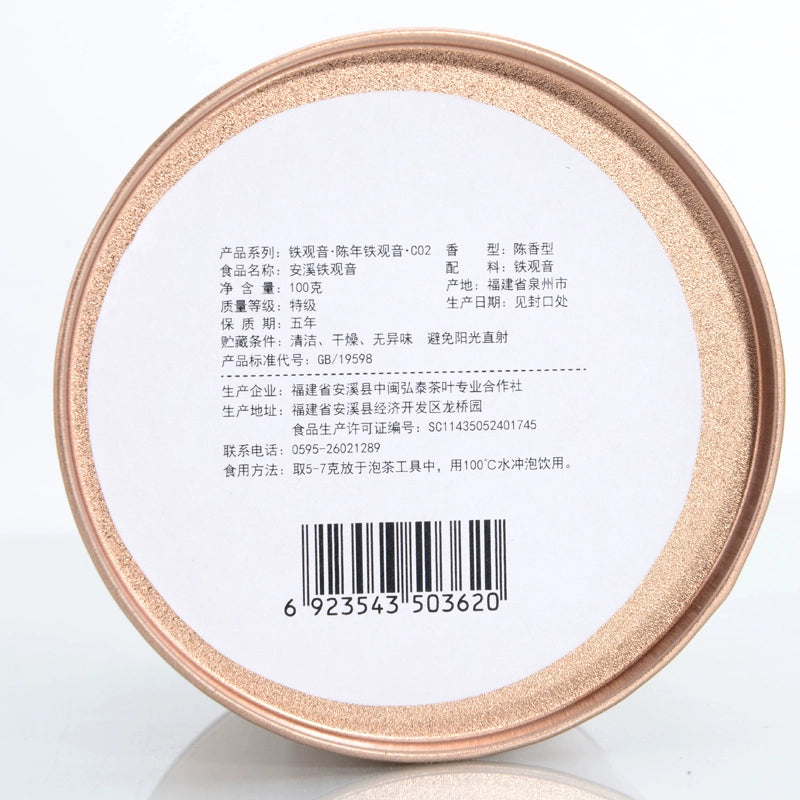 产品系列：铁观音·陈年铁观音·C02 香 型：陈香型
食品名称：安溪铁观音 配 料：铁观音
净 含 量：100克 产地：福建省泉州市
质量等级：特级 生产日期：见封口处
保 质 期：五年
贮藏条件：清洁、干燥、无异味 避免阳光直射
产品标准代号：GB/19598
生产企业：福建省安溪县中闽弘泰茶叶专业合作社
生产地址：福建省安溪县经济开发区龙桥园
食品生产许可证编号：SC11435052401745
联系电话：0595-26021289
食用方法：取5-7克放于泡茶工具中，用100℃水冲泡饮用。
6 923543 503620